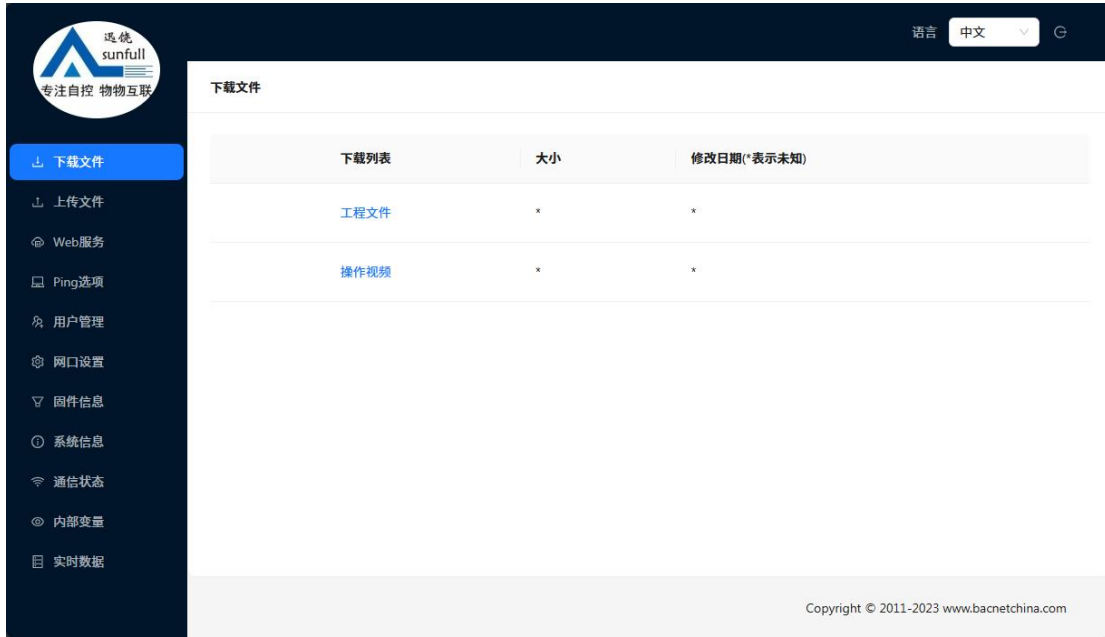 迅饶
sunfull
专注自控 物物互联
语言 中文
下载文件
下载文件
上传文件
Web服务
Ping选项
用户管理
网口设置
固件信息
系统信息
通信状态
内部变量
实时数据
下载列表 大小 修改日期(*表示未知)
工程文件 * *
操作视频 * *
Copyright © 2011-2023 www.bacnetchina.com